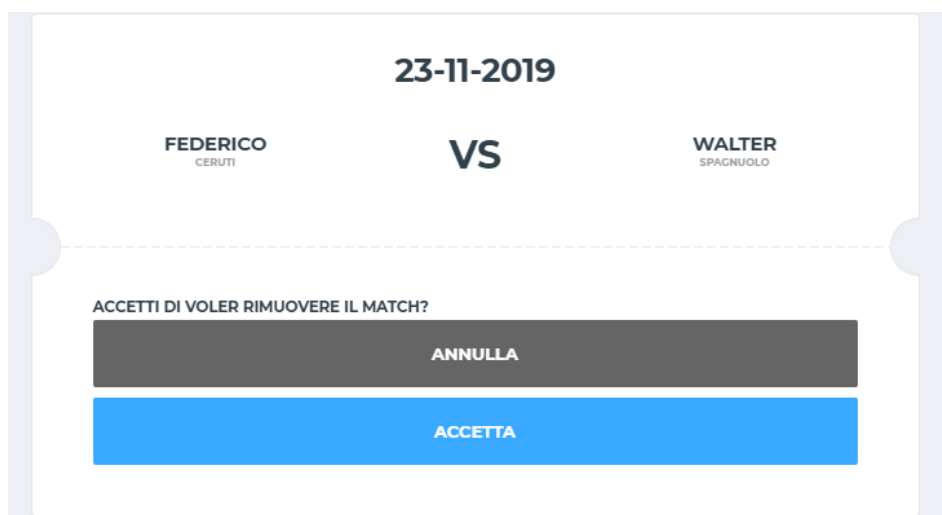 23-11-2019
FEDERICO
CERUTI
VS
WALTER
SPAGNUOLO
ACCETTI DI VOLER RIMUOVERE IL MATCH?
ANNULLA
ACCETTA